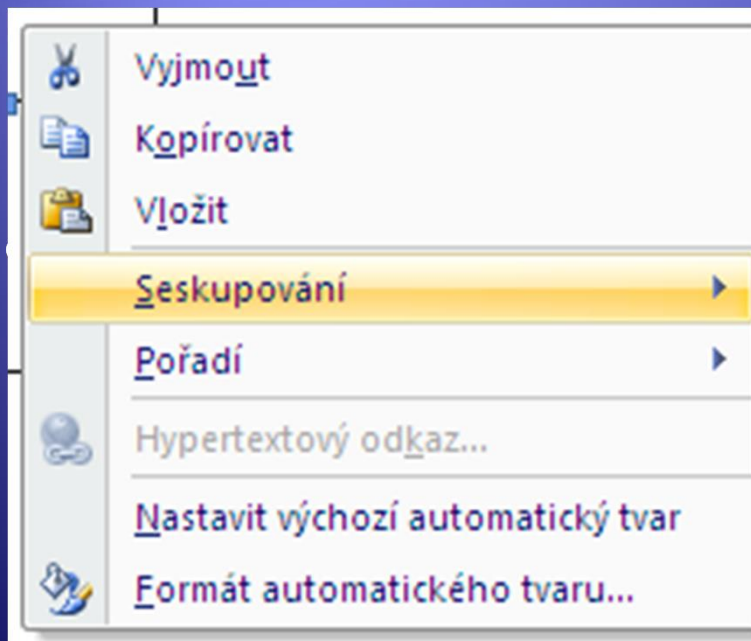 Vyjmout
Kopírovat
Vložit
Seskupování
Pořadí
Hypertextový odkaz...
Nastavit výchozí automatický tvar
Formát automatického tvaru...